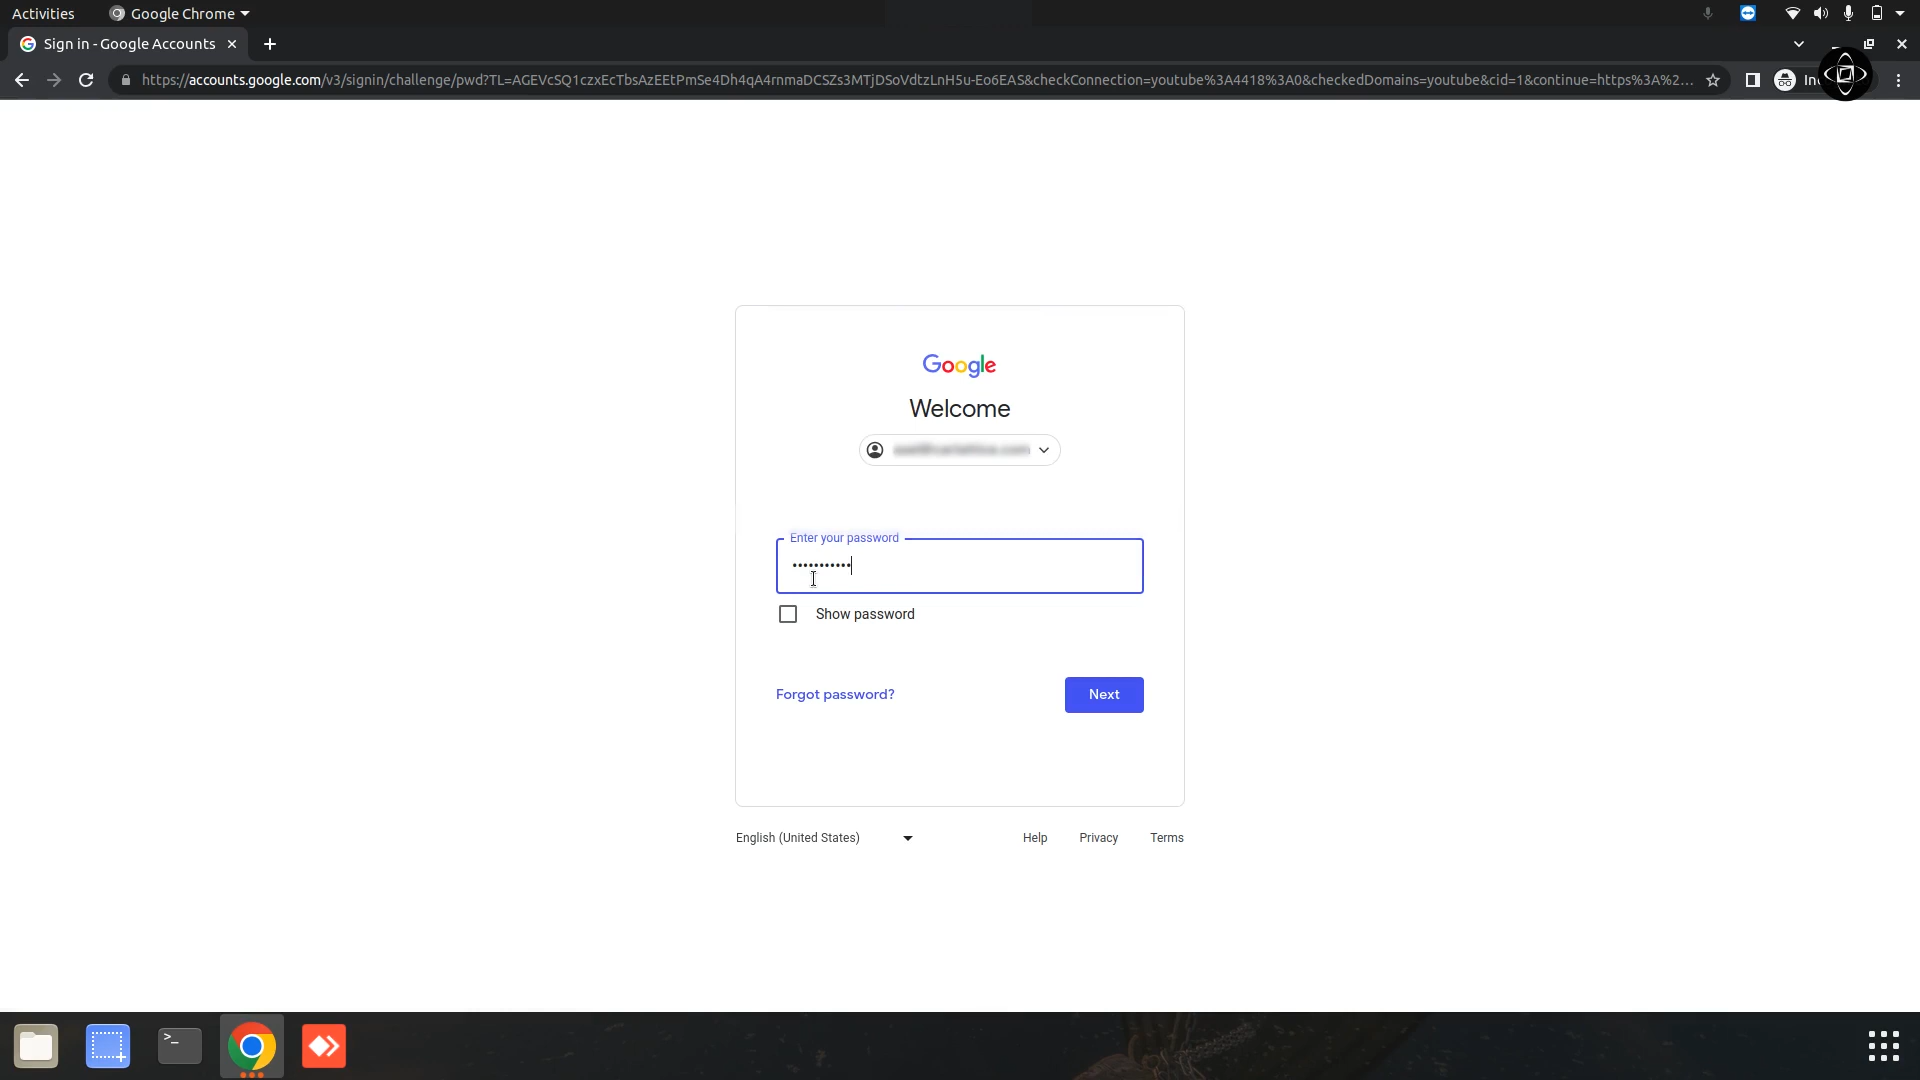 Activities
Google Chrome
Sign in - Google Accounts
https://accounts.google.com/v3/signin/challenge/pwd?TL=AGEVcSQ1czxEcTbsAzEEtPmSe4Dh4qA4rnmaDCSZs3MTjDSoVdtzLnH5u-Eo6EAS&checkConnection=youtube%3A4418%3A0&checkedDomains=youtube&cid=1&continue=https%3A%2...
Google
Welcome
Enter your password
•••••••••••
Show password
Forgot password?
Next
English (United States)
Help
Privacy
Terms
>_